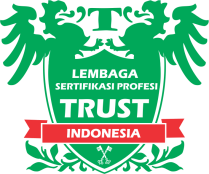 T
LEMBAGA
SERTIFIKASI PROFESI
TRUST
INDONESIA